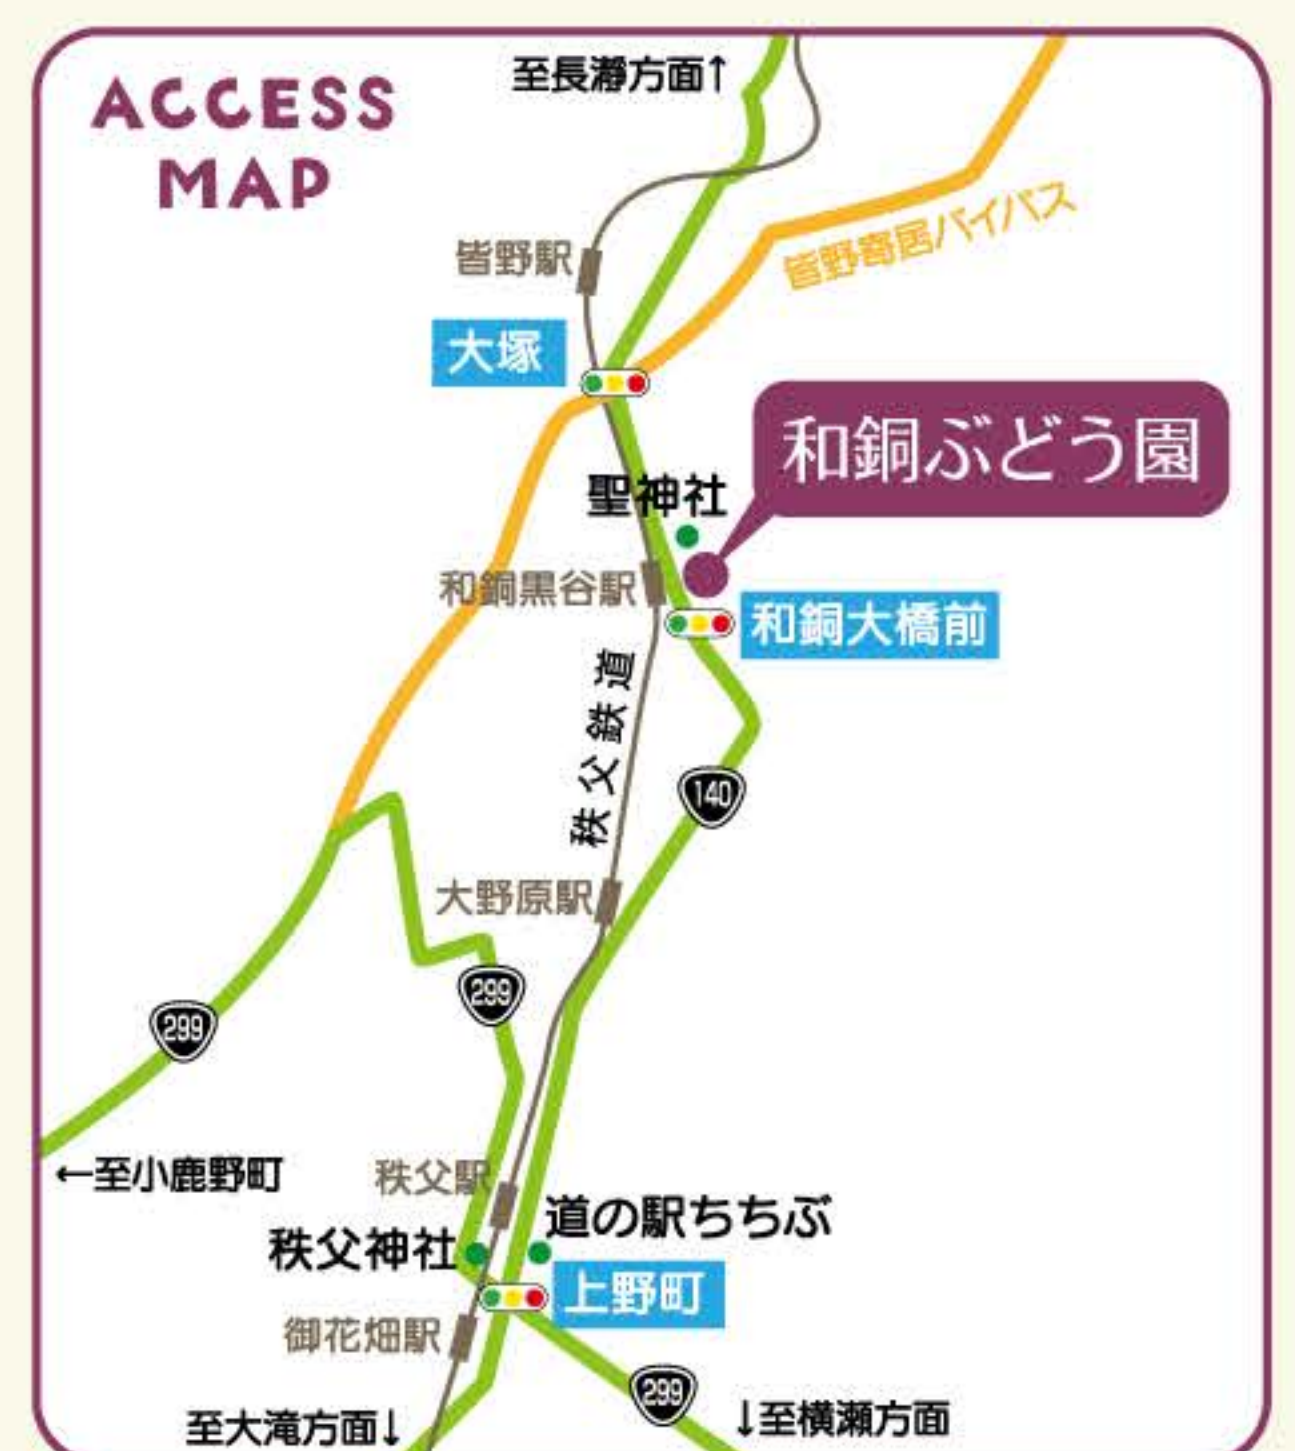 ACCESS
MAP
至長瀞方面↑
皆野寄居バイパス
皆野駅
大塚
和銅ぶどう園
聖神社
和銅黒谷駅
和銅大橋前
秩父鉄道
140
大野原駅
299
299
←至小鹿野町
秩父駅
道の駅ちちぶ
秩父神社
上野町
御花畑駅
299
至大滝方面↓
↓至横瀬方面